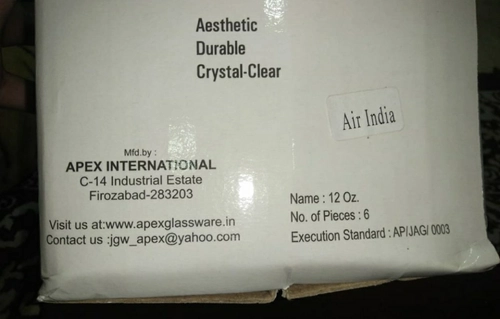 Aesthetic
Durable
Crystal-Clear
Air India
Mfd.by :
APEX INTERNATIONAL
C-14 Industrial Estate
Firozabad-283203
Visit us at:www.apexglassware.in
Contact us :jgw_apex@yahoo.com
Name : 12 Oz.
No. of Pieces : 6
Execution Standard : AP/JAG/ 0003